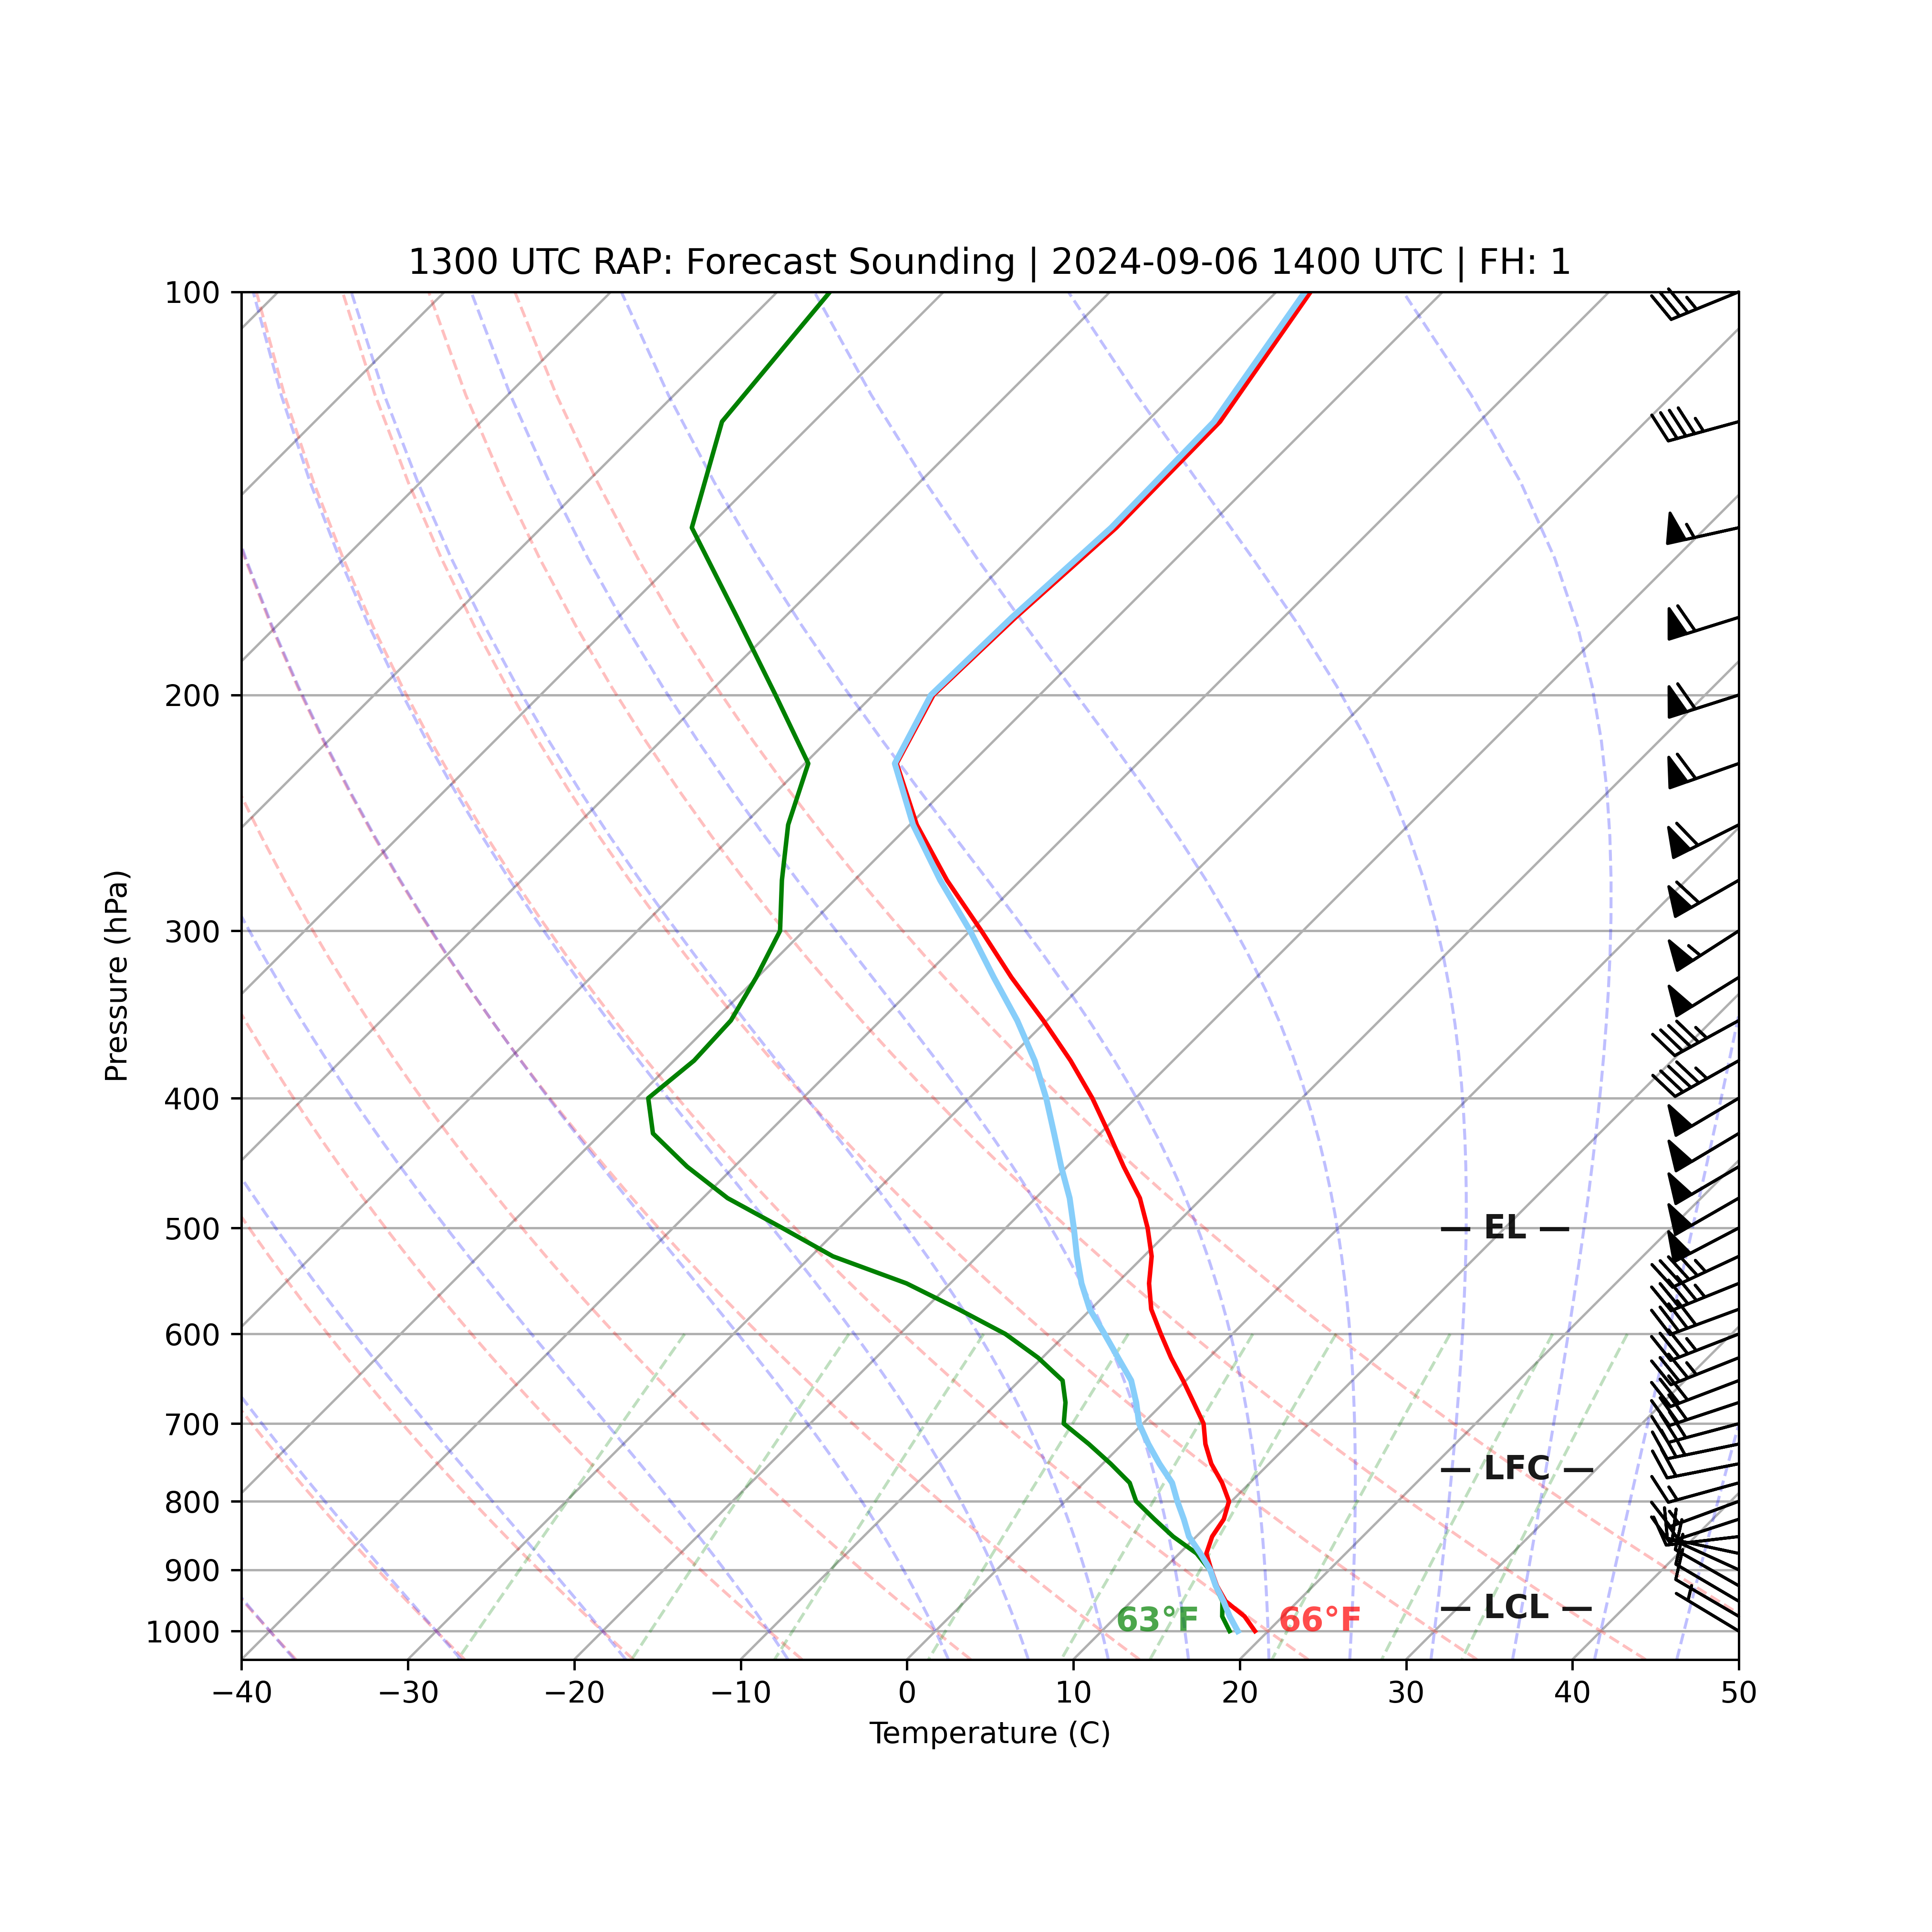 1300 UTC RAP: Forecast Sounding | 2024-09-06 1400 UTC | FH: 1
100
200
300
400
500
600
700
800
900
1000
Pressure (hPa)
— EL —
— LFC —
— LCL —
63°F 66°F
−40 −30 −20 −10 0 10 20 30 40 50
Temperature (C)